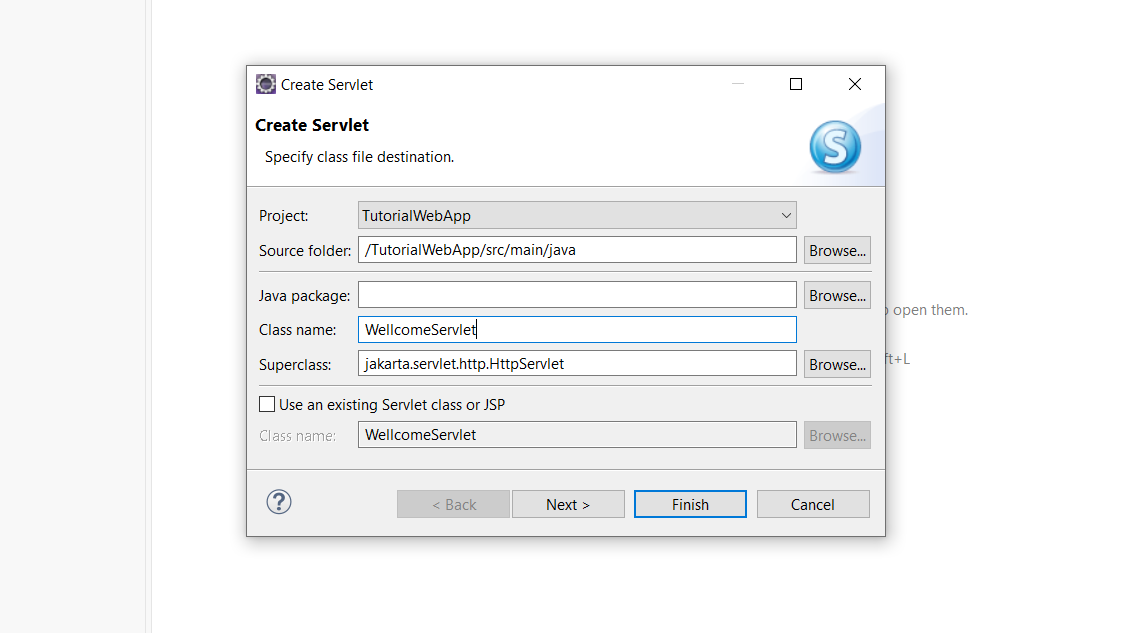 Create Servlet
Create Servlet
Specify class file destination.
S
Project: TutorialWebApp
Source folder: /TutorialWebApp/src/main/java Browse...
Java package: Browse...
Class name: WellcomeServlet
Superclass: jakarta.servlet.http.HttpServlet Browse...
Use an existing Servlet class or JSP
Class name: WellcomeServlet Browse...
? < Back Next > Finish Cancel
open them.
ft+L